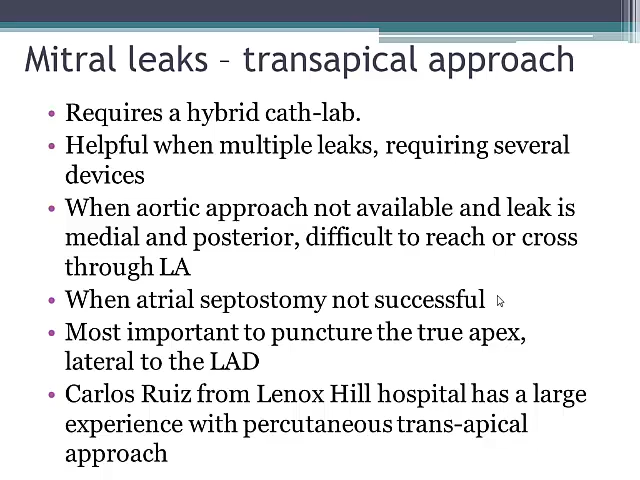 Mitral leaks – transapical approach
• Requires a hybrid cath-lab.
• Helpful when multiple leaks, requiring several
devices
• When aortic approach not available and leak is
medial and posterior, difficult to reach or cross
through LA
• When atrial septostomy not successful
• Most important to puncture the true apex,
lateral to the LAD
• Carlos Ruiz from Lenox Hill hospital has a large
experience with percutaneous trans-apical
approach